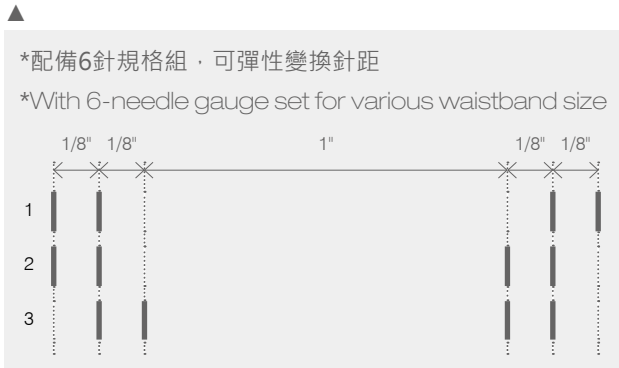 *配備6針規格組，可彈性變換針距
*With 6-needle gauge set for various waistband size
1/8" 1/8" 1" 1/8" 1/8"
1
2
3